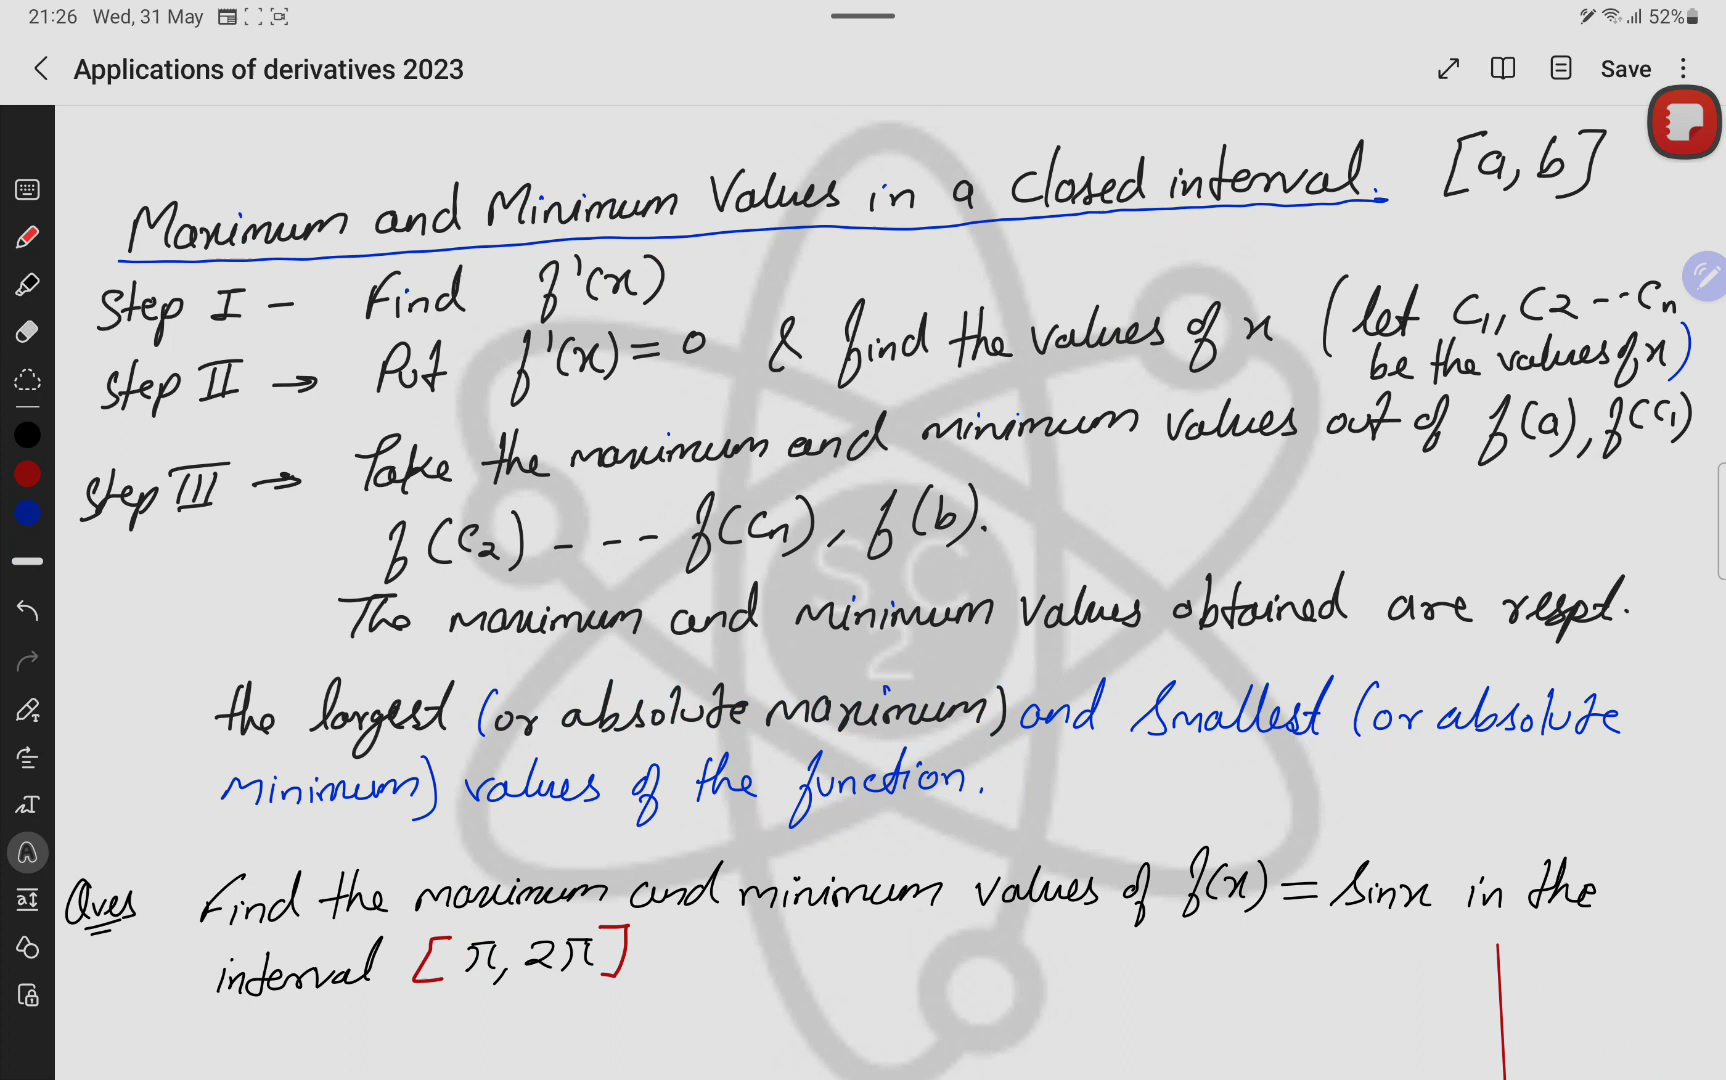 21:26 Wed, 31 May 52%
Applications of derivatives 2023 Save
Maximum and Minimum Values in a closed interval. [a, b]
Step I - Find f'(x)
Step II → Put f'(x) = 0 & find the values of x (let c1, c2 --- cn
be the values of x)
Step III → Take the maximum and minimum values out of f(a), f(c1)
f(c2) - - - - f(cn), f(b).
The maximum and minimum values obtained are respt.
the largest (or absolute maximum) and smallest (or absolute
minimum) values of the function.
Ques Find the maximum and minimum values of f(x) = sinx in the
interval [π, 2π]
SC
2